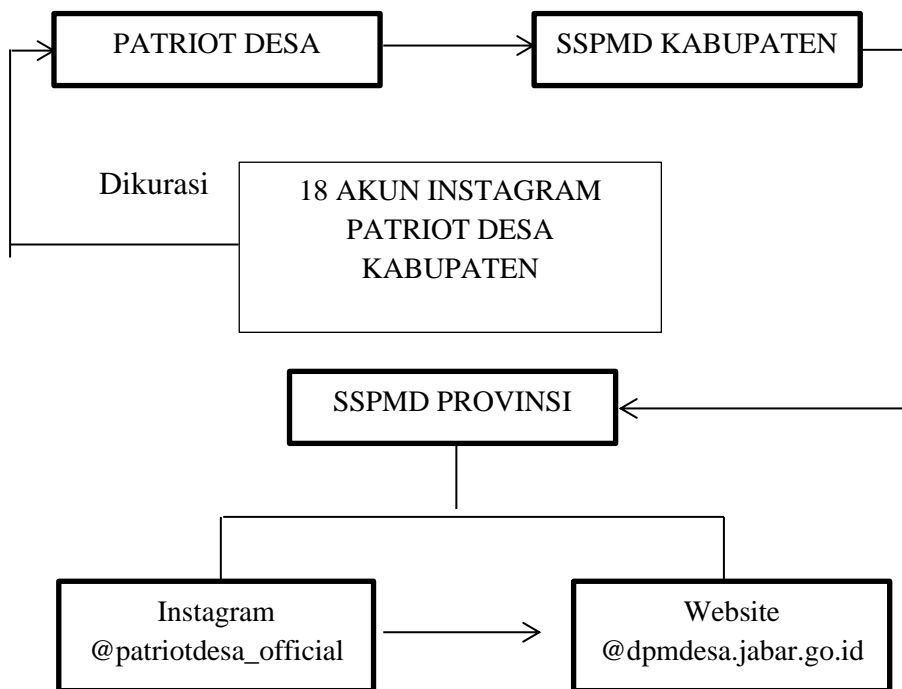 PATRIOT DESA
SSPMD KABUPATEN
Dikurasi
18 AKUN INSTAGRAM
PATRIOT DESA
KABUPATEN
SSPMD PROVINSI
Instagram
@patriotdesa_official
Website
@dpmdesa.jabar.go.id